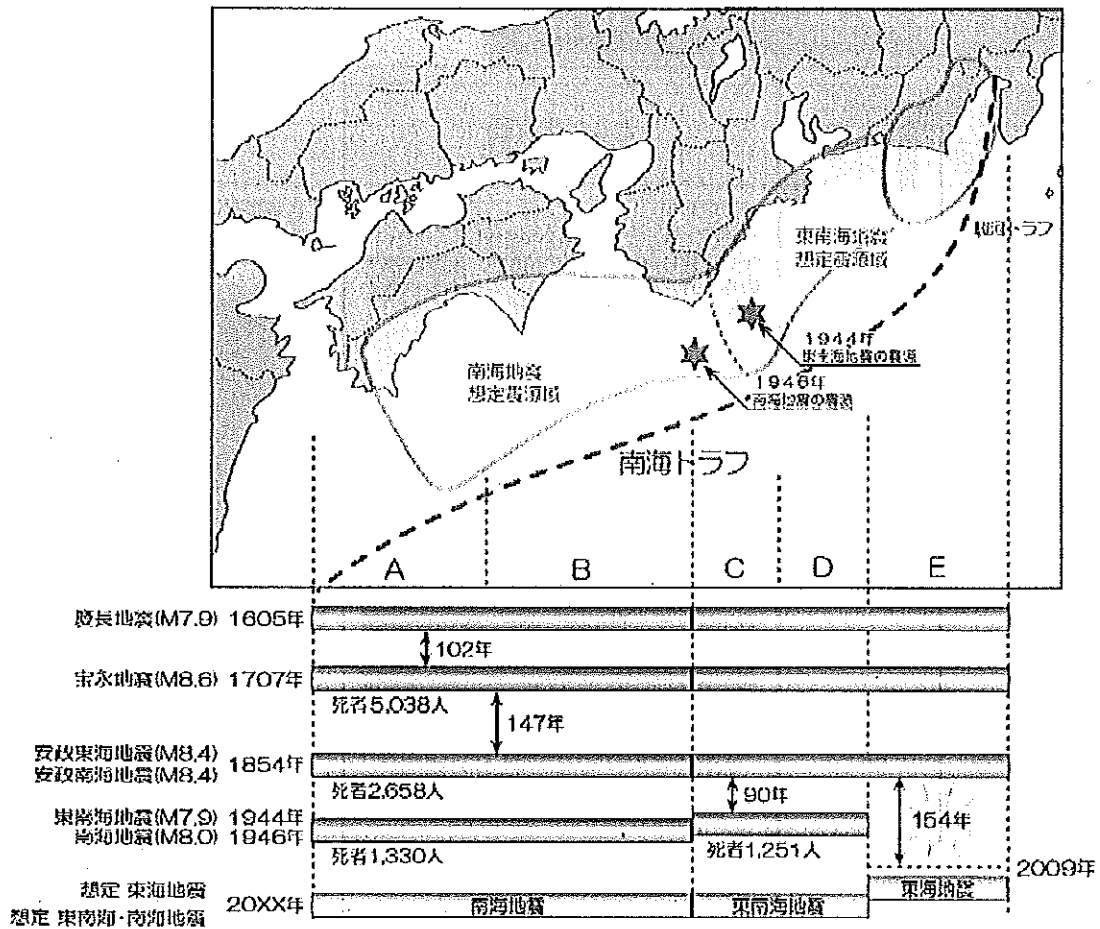 東南海地震
想定震源域
トラフ
1944年
東南海地震の震源
1946年
南海地震の震源
南海地震
想定震源域
南海トラフ
A
B
C
D
E
慶長地震(M7.9) 1605年
102年
宝永地震(M8.6) 1707年
死者5,038人
147年
安政東海地震(M8.4)
安政南海地震(M8.4)
1854年
死者2,658人
90年
154年
東南海地震(M7.9) 1944年
南海地震(M8.0) 1946年
死者1,330人
死者1,251人
2009年
想定 東海地震
想定 東南海・南海地震
20XX年
南海地震
東南海地震
東海地震